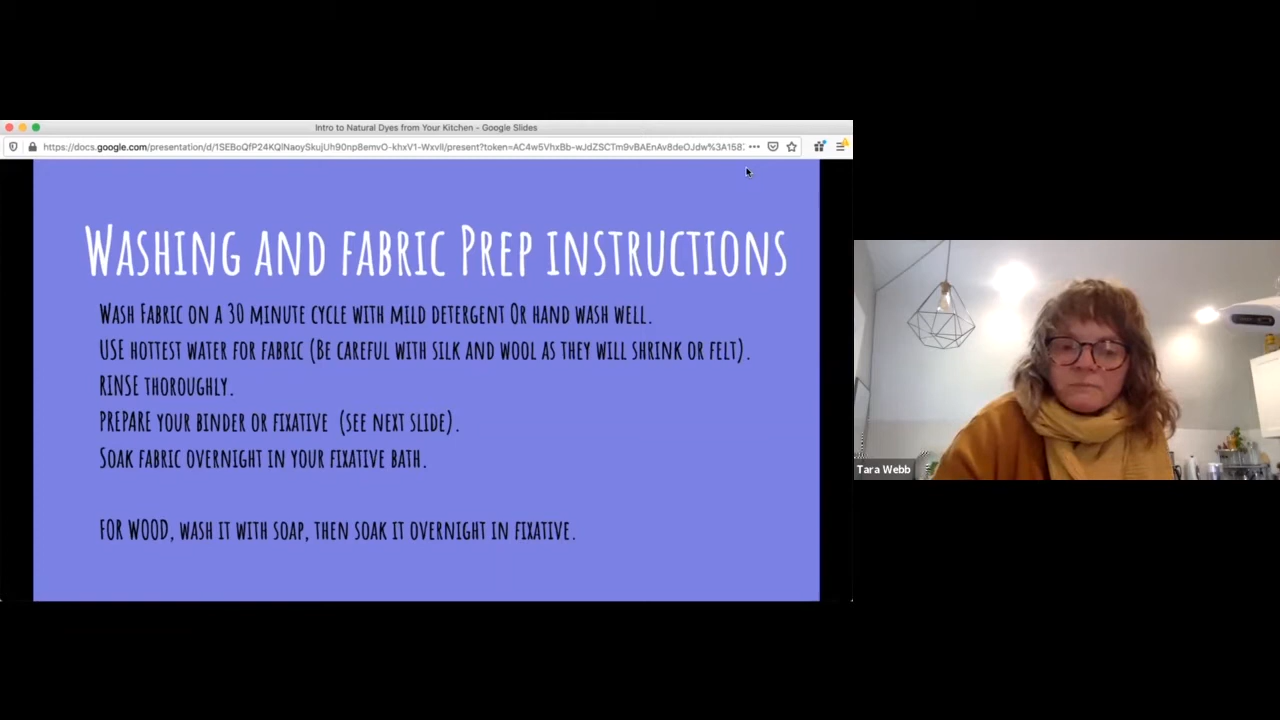 Intro to Natural Dyes from Your Kitchen - Google Slides
WASHING AND FABRIC PREP INSTRUCTIONS
WASH FABRIC ON A 30 MINUTE CYCLE WITH MILD DETERGENT OR HAND WASH WELL.
USE HOTTEST WATER FOR FABRIC (BE CAREFUL WITH SILK AND WOOL AS THEY WILL SHRINK OR FELT).
RINSE THOROUGHLY.
PREPARE YOUR BINDER OR FIXATIVE (SEE NEXT SLIDE).
SOAK FABRIC OVERNIGHT IN YOUR FIXATIVE BATH.
FOR WOOD, WASH IT WITH SOAP, THEN SOAK IT OVERNIGHT IN FIXATIVE.
Tara Webb